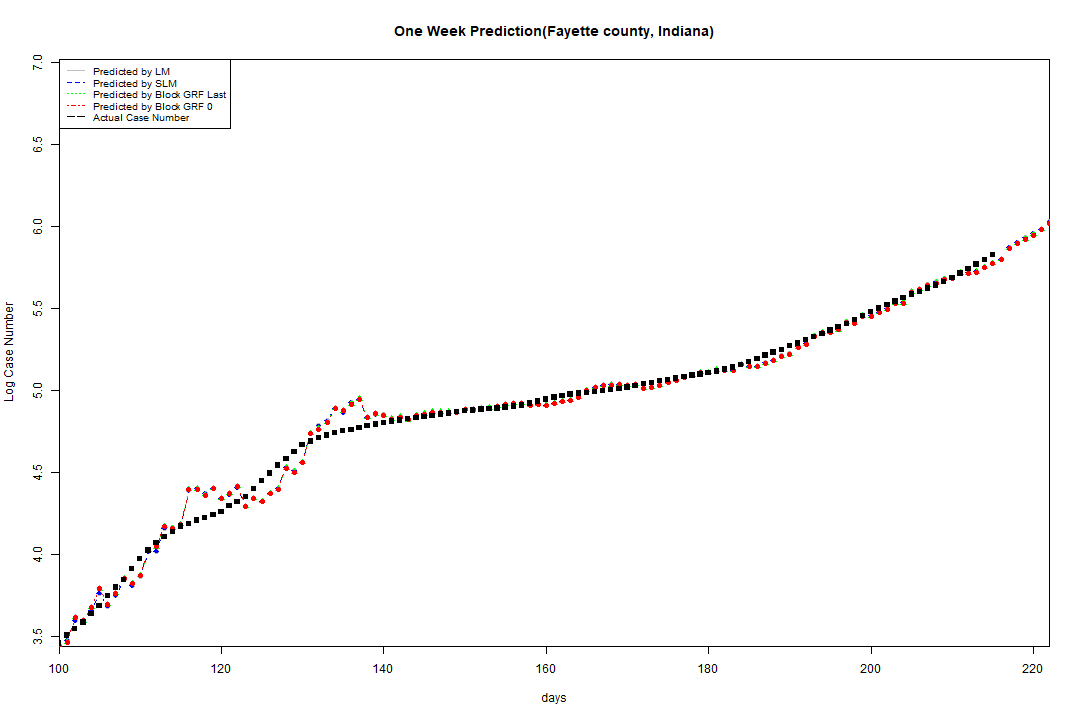 One Week Prediction(Fayette county, Indiana)
Predicted by LM
Predicted by SLM
Predicted by Block GRF Last
Predicted by Block GRF 0
Actual Case Number
7.0
6.5
6.0
5.5
5.0
4.5
4.0
3.5
Log Case Number
100 120 140 160 180 200 220
days